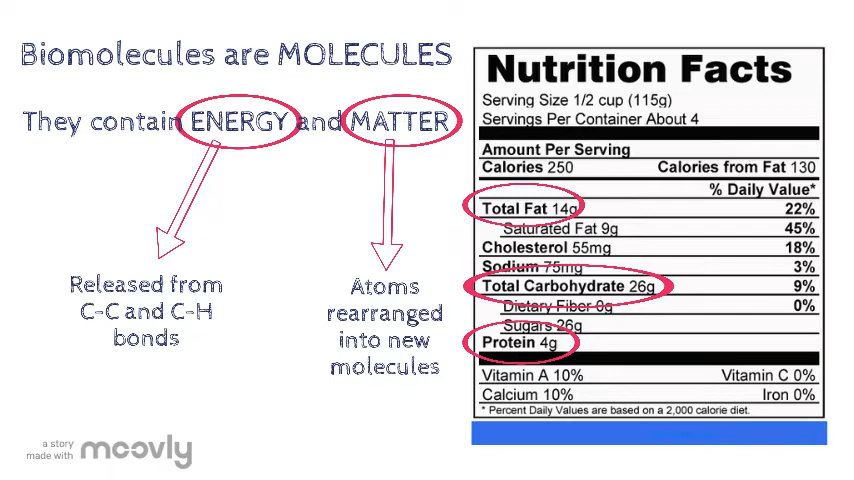 Biomolecules are MOLECULES
They contain ENERGY and MATTER
Released from
C-C and C-H
bonds
Atoms
rearranged
into new
molecules
Nutrition Facts
Serving Size 1/2 cup (115g)
Servings Per Container About 4
Amount Per Serving
Calories 250 Calories from Fat 130
% Daily Value*
Total Fat 14g 22%
Saturated Fat 9g 45%
Cholesterol 55mg 18%
Sodium 75mg 3%
Total Carbohydrate 26g 9%
Dietary Fiber 0g 0%
Sugars 26g
Protein 4g
Vitamin A 10% Vitamin C 0%
Calcium 10% Iron 0%
* Percent Daily Values are based on a 2,000 calorie diet.
a story
made with moovly